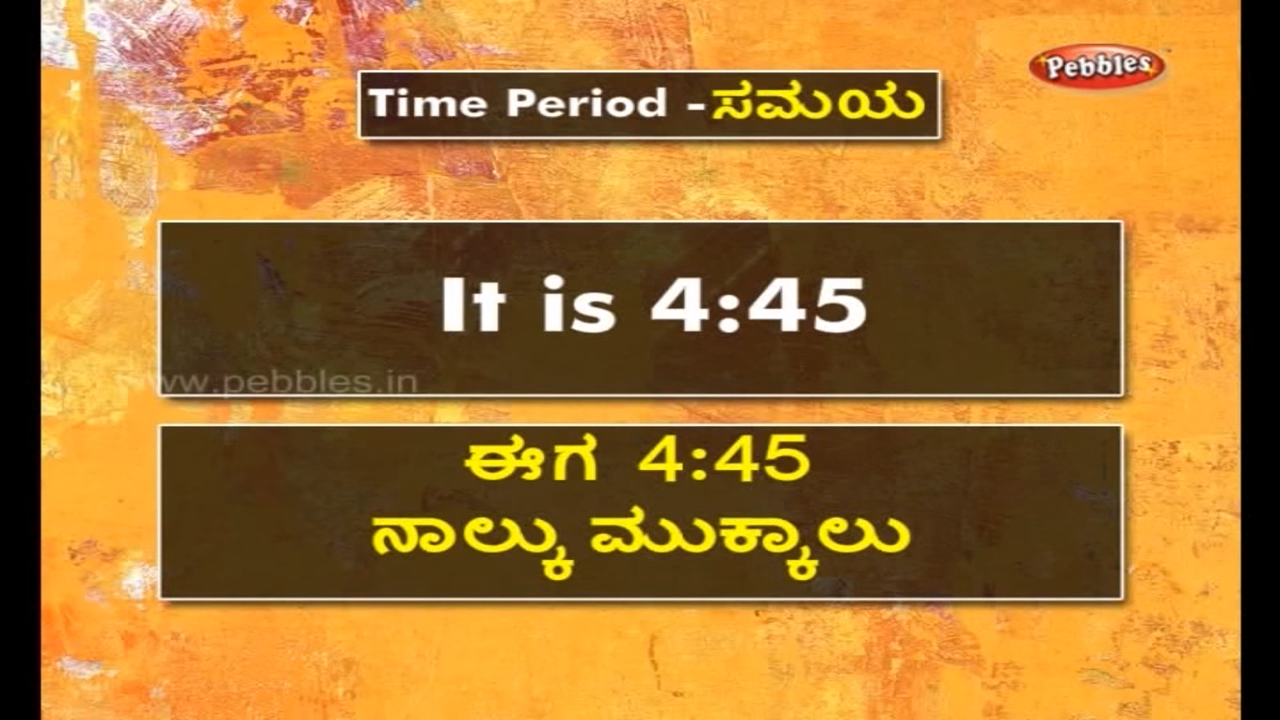 Pebbles
Time Period -ಸಮಯ
It is 4:45
www.pebbles.in
ಈಗ 4:45
ನಾಲ್ಕು ಮುಕ್ಕಾಲು